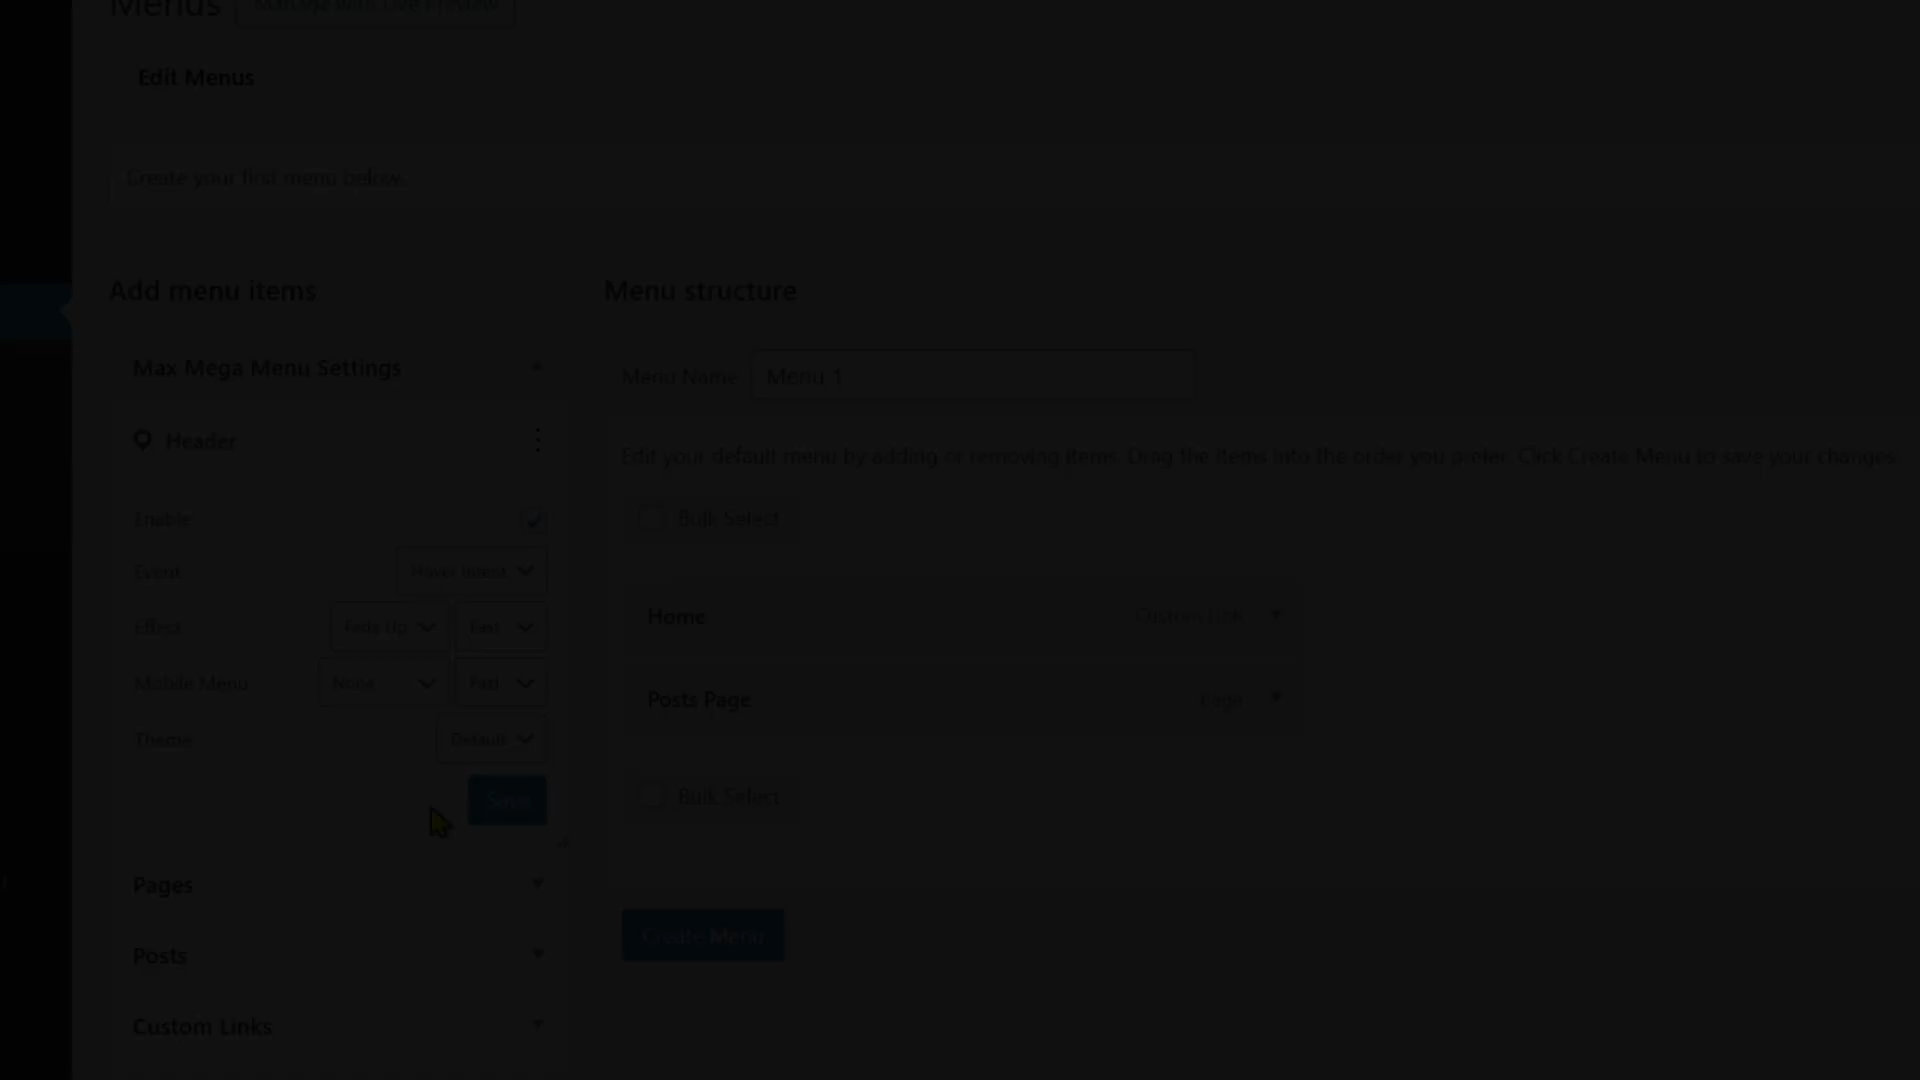 Menus Manage with Live Preview
Edit Menus
Create your first menu below.
Add menu items
Menu structure
Max Mega Menu Settings
Menu Name Menu 1
Header
Edit your default menu by adding or removing items. Drag the items into the order you prefer. Click Create Menu to save your changes.
Enable
Bulk Select
Event Hover Intent
Effect Fade Up Fast
Home Custom Link
Mobile Menu None Fast
Posts Page Page
Theme Default
Save
Bulk Select
Pages
Create Menu
Posts
Custom Links